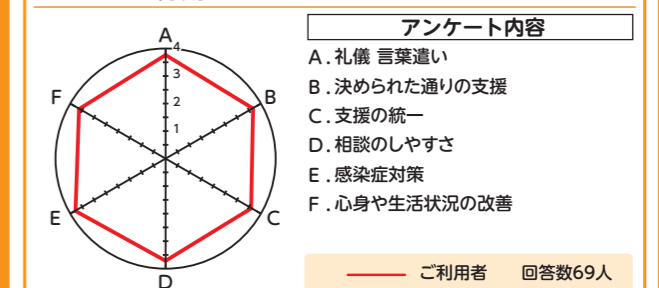 アンケート内容
A.礼儀 言葉遣い
B.決められた通りの支援
C.支援の統一
D.相談のしやすさ
E.感染症対策
F.心身や生活状況の改善
ご利用者 回答数69人
A
4
3
2
1
F
B
E
C
D